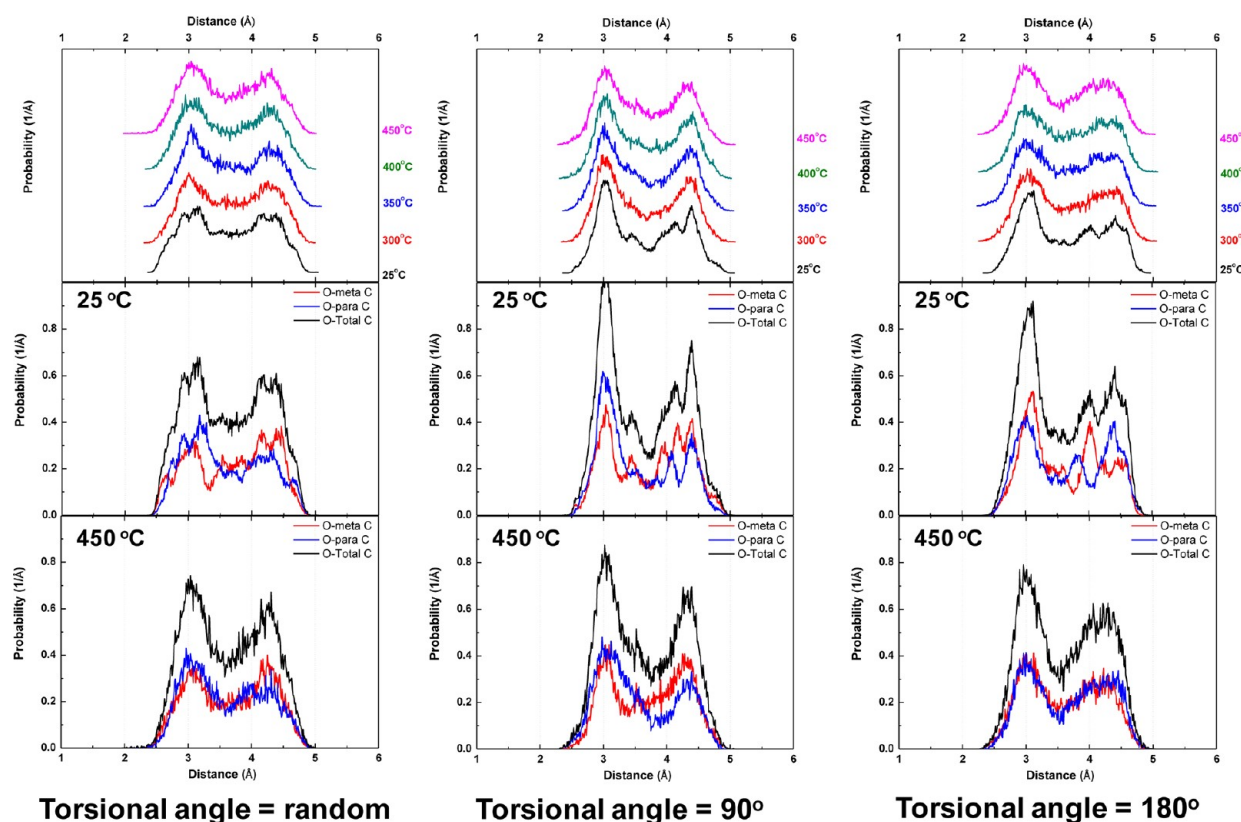 Distance (Å)
1 2 3 4 5 6
Probability (1/Å)
450°C
400°C
350°C
300°C
25°C
25 °C
O-meta C
O-para C
O-Total C
Probability (1/Å)
0.8
0.6
0.4
0.2
0.0
450 °C
O-meta C
O-para C
O-Total C
Probability (1/Å)
0.8
0.6
0.4
0.2
0.0
1 2 3 4 5 6
Distance (Å)
Torsional angle = random
Distance (Å)
1 2 3 4 5 6
Probability (1/Å)
450°C
400°C
350°C
300°C
25°C
25 °C
O-meta C
O-para C
O-Total C
Probability (1/Å)
0.8
0.6
0.4
0.2
0.0
450 °C
O-meta C
O-para C
O-Total C
Probability (1/Å)
0.8
0.6
0.4
0.2
0.0
1 2 3 4 5 6
Distance (Å)
Torsional angle = 90°
Distance (Å)
1 2 3 4 5 6
Probability (1/Å)
450°C
400°C
350°C
300°C
25°C
25 °C
O-meta C
O-para C
O-Total C
Probability (1/Å)
0.8
0.6
0.4
0.2
0.0
450 °C
O-meta C
O-para C
O-Total C
Probability (1/Å)
0.8
0.6
0.4
0.2
0.0
1 2 3 4 5 6
Distance (Å)
Torsional angle = 180°